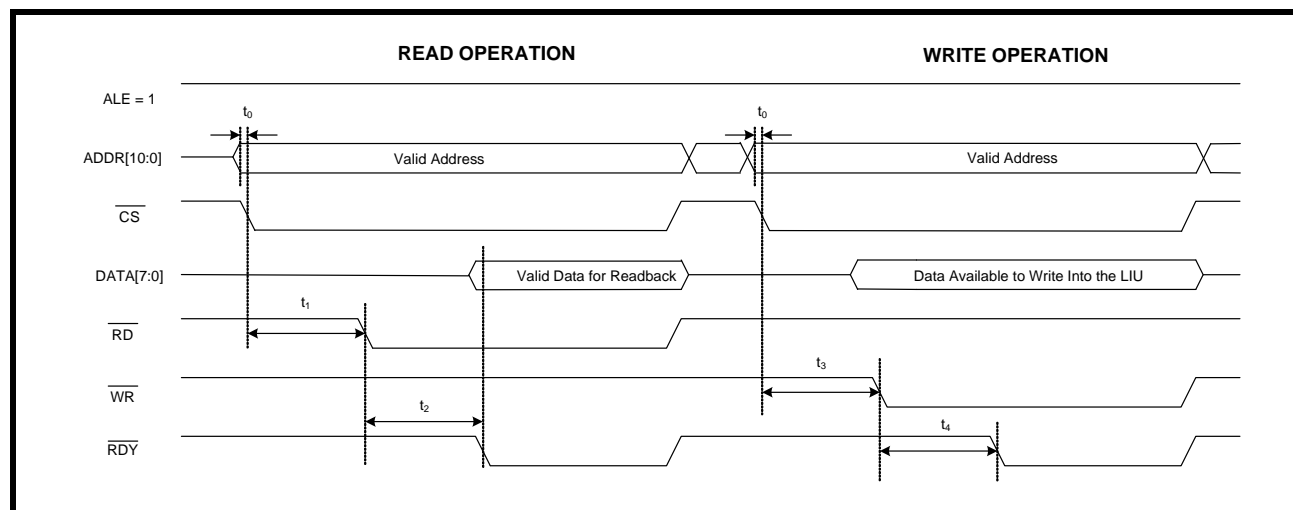 READ OPERATION WRITE OPERATION
ALE = 1
t0 t0
ADDR[10:0] Valid Address Valid Address
CS
DATA[7:0] Valid Data for Readback Data Available to Write Into the LIU
t1
RD
t3
WR
t2
t4
RDY